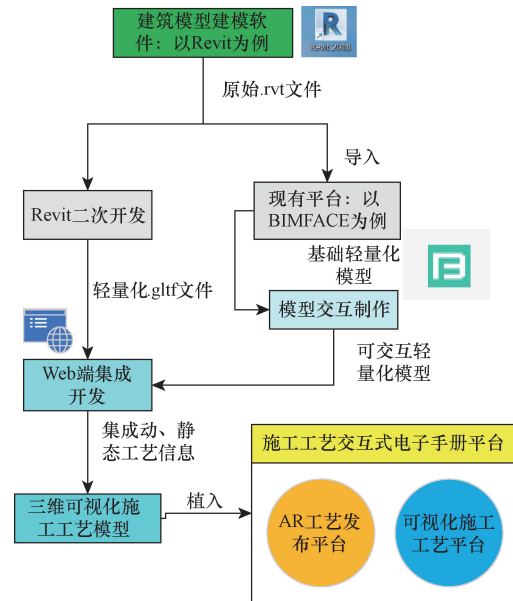 建筑模型建模软
件：以Revit为例
Revit 2018
原始.rvt文件
导入
Revit二次开发
现有平台：以
BIMFACE为例
基础轻量化
模型
轻量化.gltf文件
模型交互制作
Web端集成
开发
可交互轻
量化模型
集成动、静
态工艺信息
施工工艺交互式电子手册平台
三维可视化施
工工艺模型
植入
AR工艺发
布平台
可视化施工
工艺平台